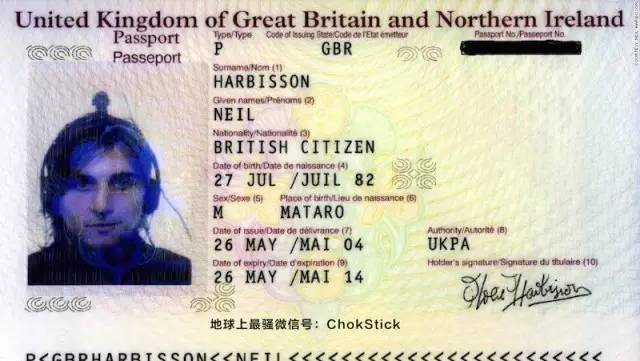 United Kingdom of Great Britain and Northern Ireland
Passport
Passeport
Type/Type Code of Issuing State/Code de l'Etat émetteur Passport No./Passeport No.
P GBR
Surname/Nom (1)
HARBISSON
Given names/Prénoms (2)
NEIL
Nationality/Nationalité (3)
BRITISH CITIZEN
Date of birth/Date de naissance (4)
27 JUL /JUIL 82
Sex/Sexe (5) Place of birth/Lieu de naissance (6)
M MATARO
Date of issue/Date de délivrance (7) Authority/Autorité (8)
26 MAY /MAI 04 UKPA
Date of expiry/Date d'expiration (9) Holder's signature/Signature du titulaire (10)
26 MAY /MAI 14 Neil Harbisson
地球上最骚微信号：ChokStick
P<GBRHARBISSON<<NEIL<<<<<<<<<<<<<<<<<<<<<<<<
COURTESY NEIL HARBISSON